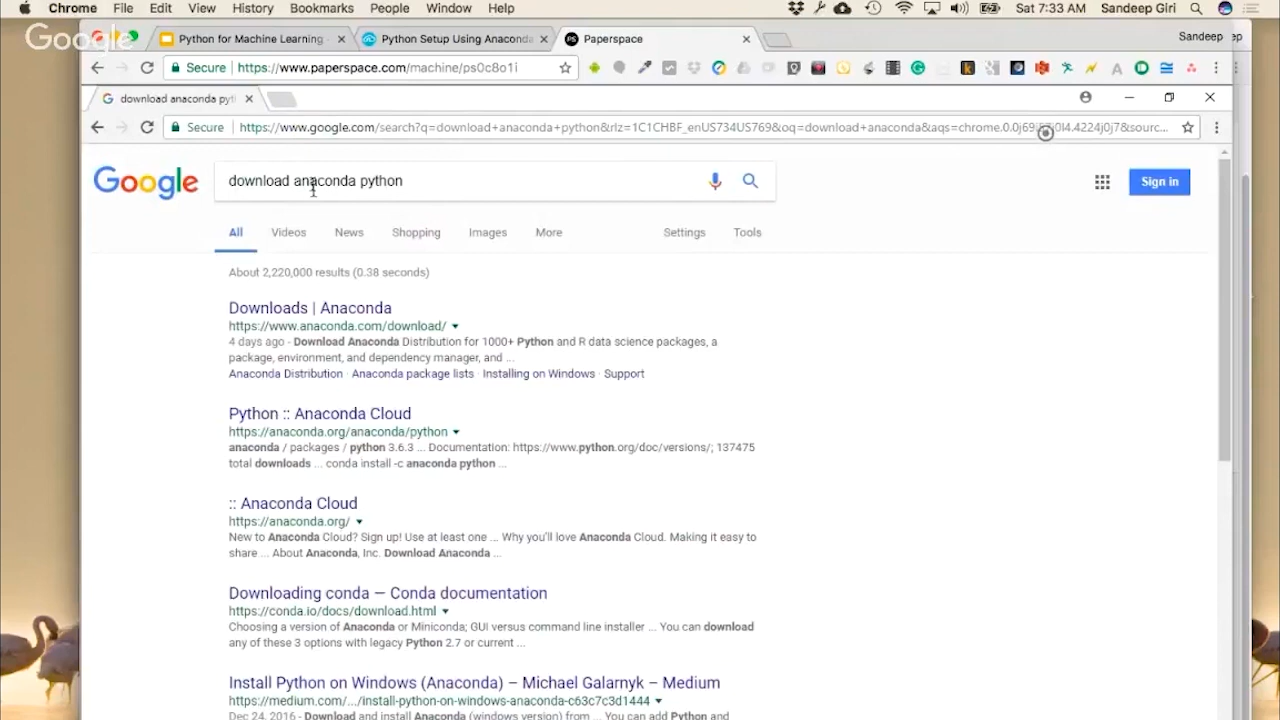 Chrome File Edit View History Bookmarks People Window Help Sat 7:33 AM Sandeep Giri
Google
Python for Machine Learning Python Setup Using Anaconda Paperspace Sandeep
Secure https://www.paperspace.com/machine/ps0c8o1i
download anaconda pyt
Secure https://www.google.com/search?q=download+anaconda+python&rlz=1C1CHBF_enUS734US769&oq=download+anaconda&aqs=chrome.0.0j69i57j0l4.4224j0j7&sourc...
Google download anaconda python Sign in
All Videos News Shopping Images More Settings Tools
About 2,220,000 results (0.38 seconds)
Downloads | Anaconda
https://www.anaconda.com/download/
4 days ago - Download Anaconda Distribution for 1000+ Python and R data science packages, a
package, environment, and dependency manager, and ...
Anaconda Distribution · Anaconda package lists · Installing on Windows · Support
Python :: Anaconda Cloud
https://anaconda.org/anaconda/python
anaconda / packages / python 3.6.3 ... Documentation: https://www.python.org/doc/versions/; 137475
total downloads ... conda install -c anaconda python ...
:: Anaconda Cloud
https://anaconda.org/
New to Anaconda Cloud? Sign up! Use at least one ... Why you'll love Anaconda Cloud. Making it easy to
share ... About Anaconda, Inc. Download Anaconda ...
Downloading conda — Conda documentation
https://conda.io/docs/download.html
Choosing a version of Anaconda or Miniconda; GUI versus command line installer ... You can download
any of these 3 options with legacy Python 2.7 or current ...
Install Python on Windows (Anaconda) – Michael Galarnyk – Medium
https://medium.com/.../install-python-on-windows-anaconda-c63c7c3d1444
Dec 24, 2016 - Download and install Anaconda (windows version) from ... You can add Python and